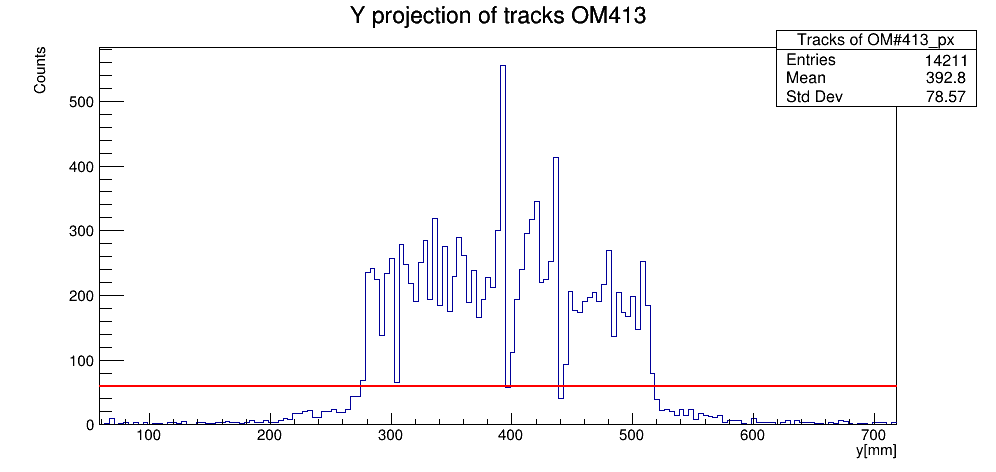 Y projection of tracks OM413
Tracks of OM#413_px
Entries 14211
Mean 392.8
Std Dev 78.57
Counts
500
400
300
200
100
0
100 200 300 400 500 600 700
y[mm]